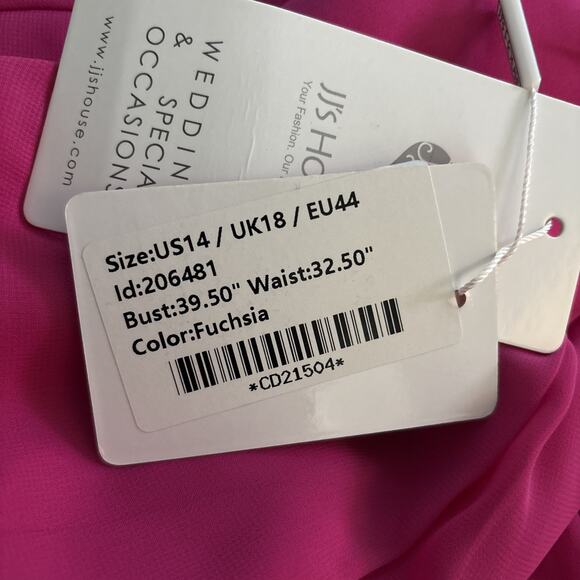 www.jjshouse.com
WEDDIN
&
SPECIA
OCCASIONS
JJ'sHO
Your Fashion. Our
Size:US14 / UK18 / EU44
Id:206481
Bust:39.50" Waist:32.50"
Color:Fuchsia
*CD21504*